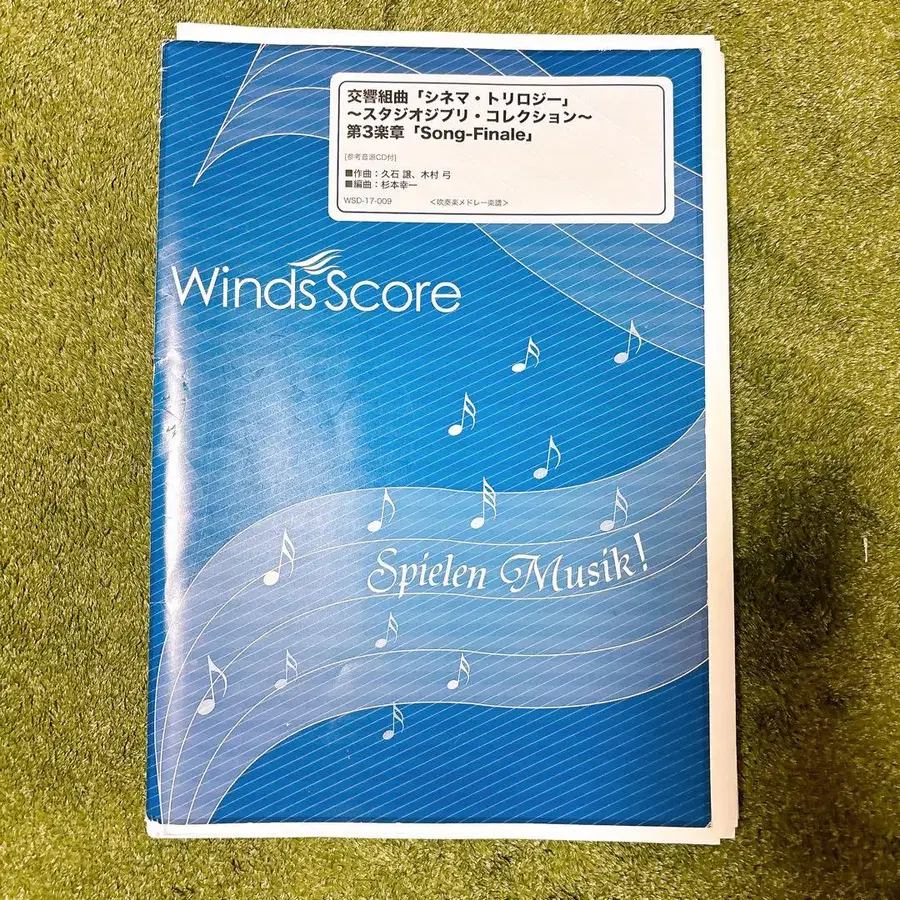 交響組曲「シネマ・トリロジー」
〜スタジオジブリ・コレクション〜
第3楽章「Song-Finale」
[参考音源CD付]
■作曲：久石 譲、木村 弓
■編曲：杉本幸一
WSD-17-009 ＜吹奏楽メドレー楽譜＞
Winds Score
Spielen Musik!